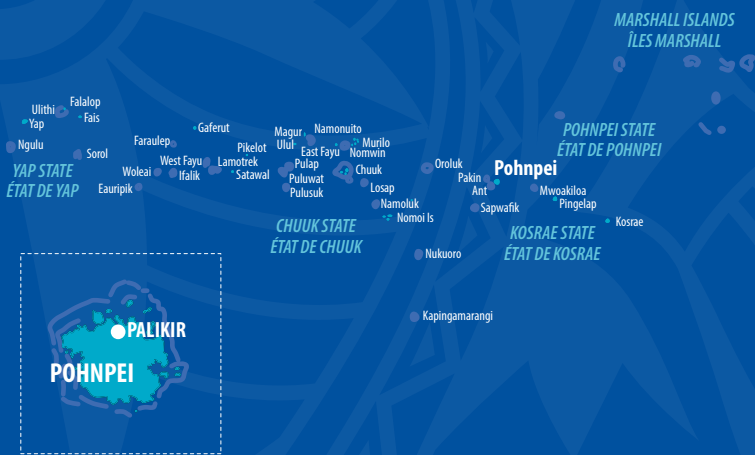 MARSHALL ISLANDS
ÎLES MARSHALL
Ulithi
Falalop
Yap
Fais
Ngulu
Sorol
YAP STATE
ÉTAT DE YAP
Gaferut
Faraulep
West Fayu
Woleai
Ifalik
Eauripik
Pikelot
Lamotrek
Satawal
Magur
Namonuito
Ulul
East Fayu
Murilo
Nomwin
Pulap
Chuuk
Puluwat
Pulusuk
Losap
Namoluk
Nomoi Is
CHUUK STATE
ÉTAT DE CHUUK
POHNPEI STATE
ÉTAT DE POHNPEI
Oroluk
Pohnpei
Pakin
Ant
Mwoakiloa
Pingelap
Sapwafik
Kosrae
KOSRAE STATE
ÉTAT DE KOSRAE
Nukuoro
Kapingamarangi
PALIKIR
POHNPEI